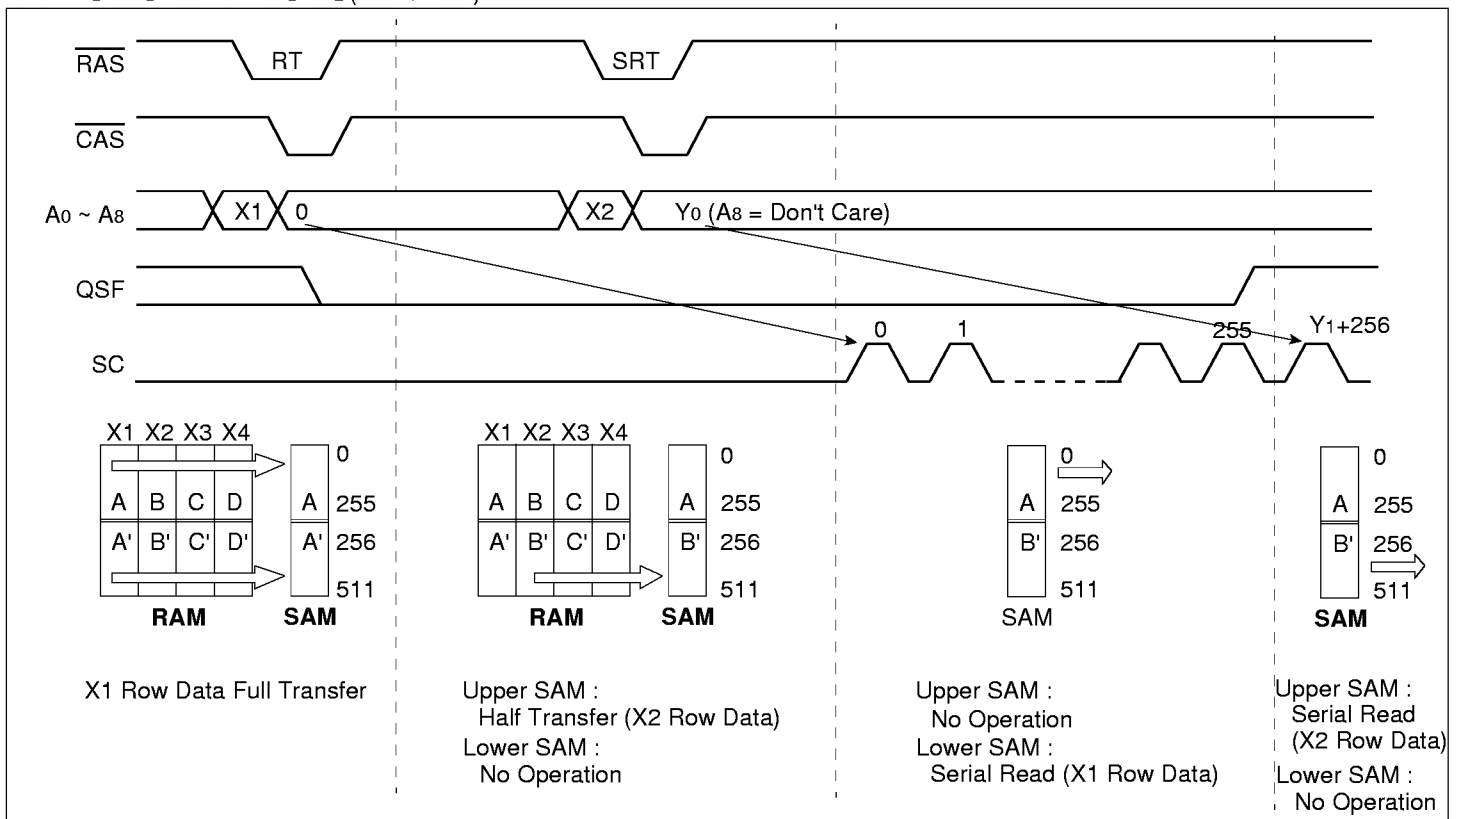 RAS RT SRT
CAS
A0 ~ A8 X1 0 X2 Y0 (A8 = Don't Care)
QSF
0 1 255 Y1+256
SC
X1 X2 X3 X4
0
A B C D A 255
A' B' C' D' A' 256
511
RAM SAM
X1 Row Data Full Transfer
X1 X2 X3 X4
0
A B C D A 255
A' B' C' D' B' 256
511
RAM SAM
Upper SAM :
Half Transfer (X2 Row Data)
Lower SAM :
No Operation
0
A 255
B' 256
511
SAM
Upper SAM :
No Operation
Lower SAM :
Serial Read (X1 Row Data)
0
A 255
B' 256
511
SAM
Upper SAM :
Serial Read
(X2 Row Data)
Lower SAM :
No Operation